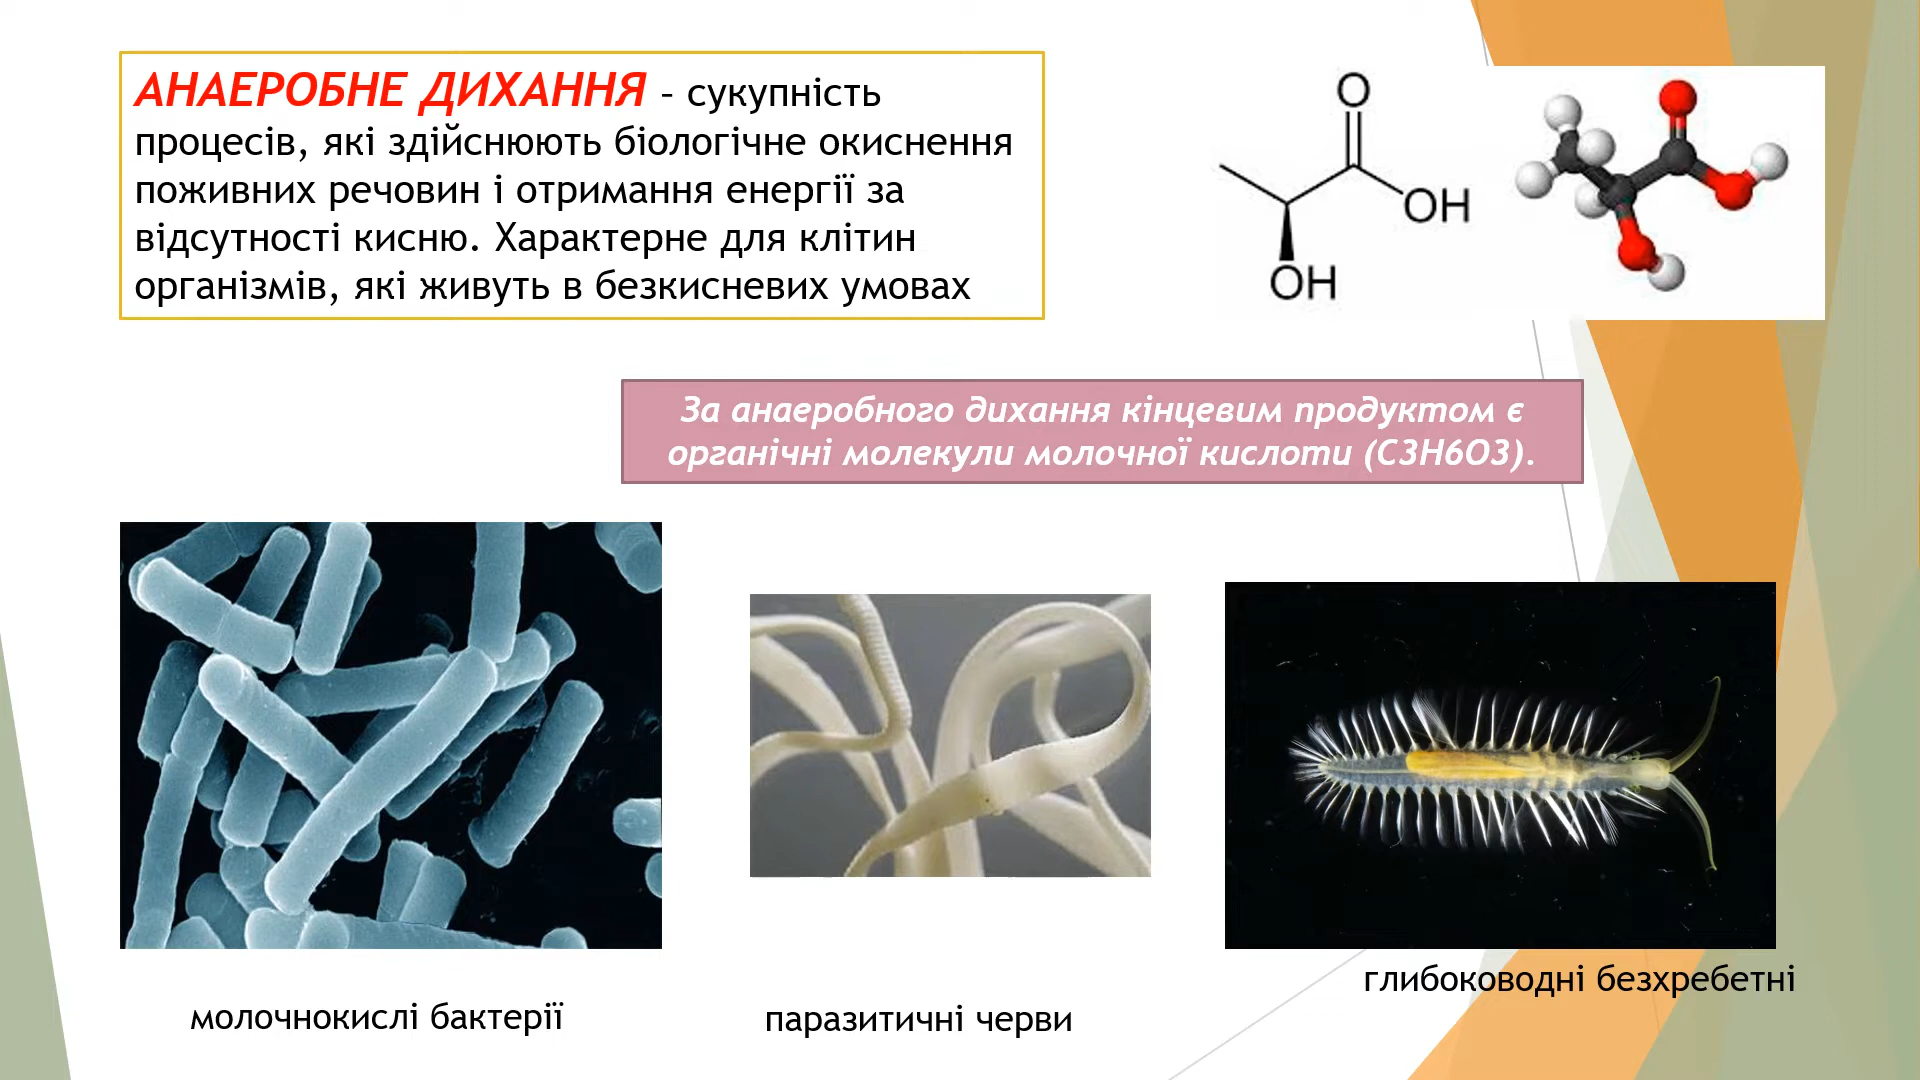 АНАЕРОБНЕ ДИХАННЯ – сукупність
процесів, які здійснюють біологічне окиснення
поживних речовин і отримання енергії за
відсутності кисню. Характерне для клітин
організмів, які живуть в безкисневих умовах
O
OH
OH
За анаеробного дихання кінцевим продуктом є
органічні молекули молочної кислоти (С3Н6О3).
молочнокислі бактерії
паразитичні черви
глибоководні безхребетні